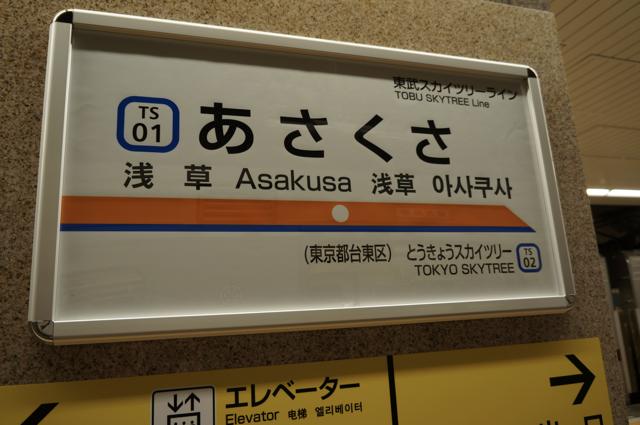 東武スカイツリーライン
TOBU SKYTREE Line
TS
01
あさくさ
浅草 Asakusa 浅草 아사쿠사
(東京都台東区) とうきょうスカイツリー
TOKYO SKYTREE
TS
02
エレベーター
Elevator 电梯 엘리베이터